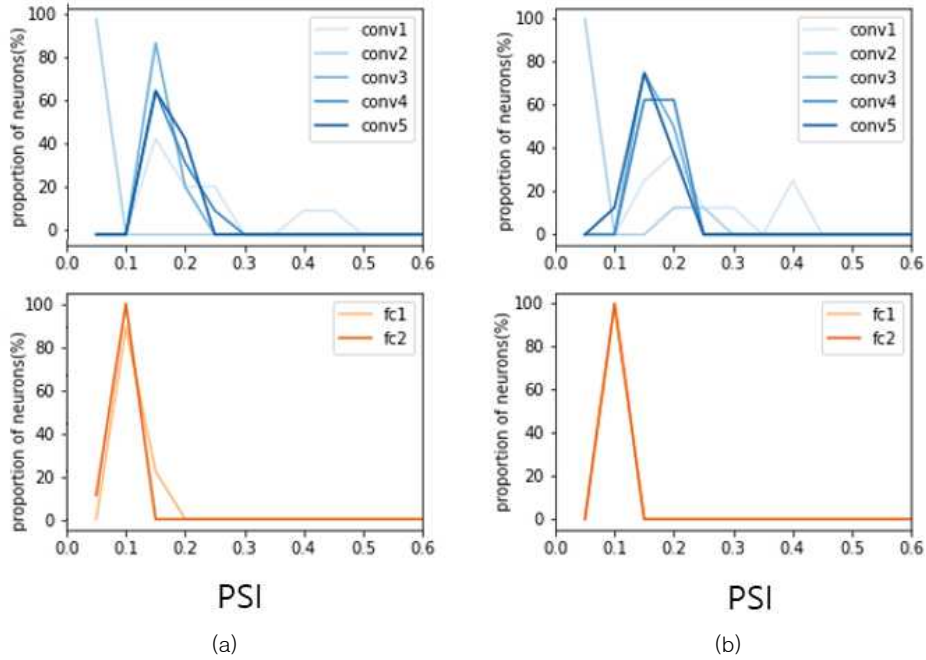 100
80
60
40
20
0
proportion of neurons(%)
conv1
conv2
conv3
conv4
conv5
0.0 0.1 0.2 0.3 0.4 0.5 0.6
100
80
60
40
20
0
proportion of neurons(%)
conv1
conv2
conv3
conv4
conv5
0.0 0.1 0.2 0.3 0.4 0.5 0.6
100
80
60
40
20
0
proportion of neurons(%)
fc1
fc2
0.0 0.1 0.2 0.3 0.4 0.5 0.6
100
80
60
40
20
0
proportion of neurons(%)
fc1
fc2
0.0 0.1 0.2 0.3 0.4 0.5 0.6
PSI PSI
(a) (b)